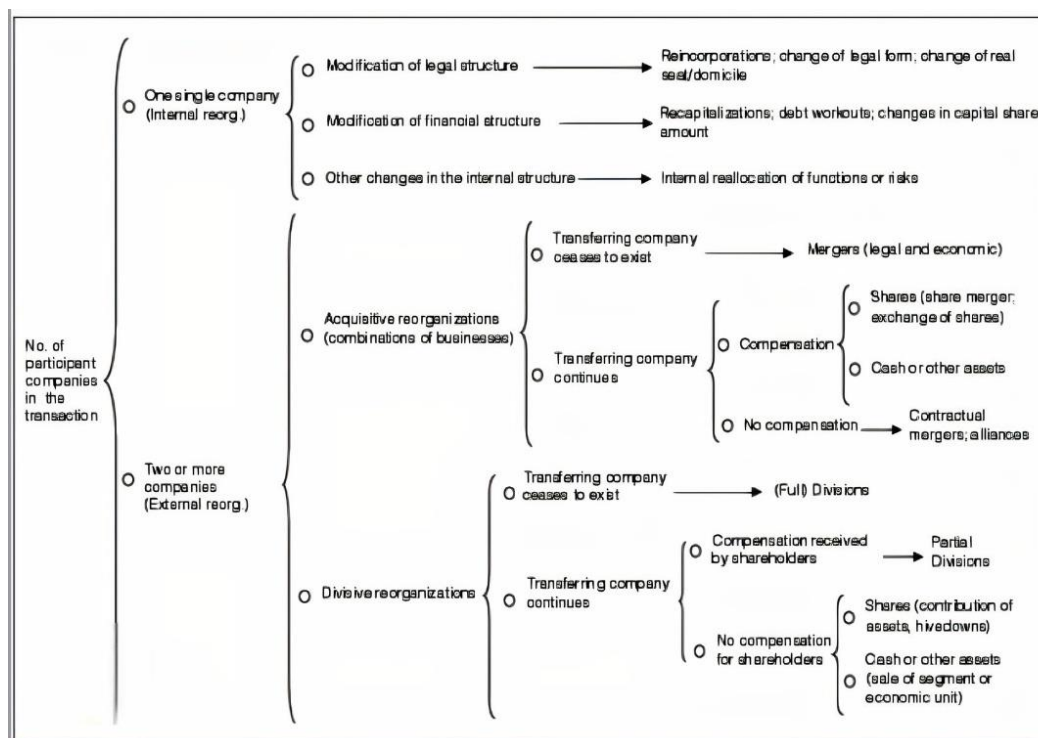 Modification of legal structure
Reincorporations; change of legal form; change of real
seal/domicile
One single company
(Internal reorg.)
Modification of financial structure
Recapitalizations; debt workouts; changes in capital share
amount
Other changes in the internal structure
Internal reallocation of functions or risks
Transferring company
ceases to exist
Mergers (legal and economic)
Acquisitive reorganizations
(combinations of businesses)
Shares (share merger;
exchange of shares)
Transferring company
continues
Compensation
Cash or other assets
No compensation
Contractual
mergers; alliances
No. of
participant
companies
in the
transaction
Two or more
companies
(External reorg.)
Transferring company
ceases to exist
(Full) Divisions
Divisive reorganizations
Transferring company
continues
Compensation received
by shareholders
Partial
Divisions
No compensation
for shareholders
Shares (contribution of
assets, hivedowns)
Cash or other assets
(sale of segment or
economic unit)